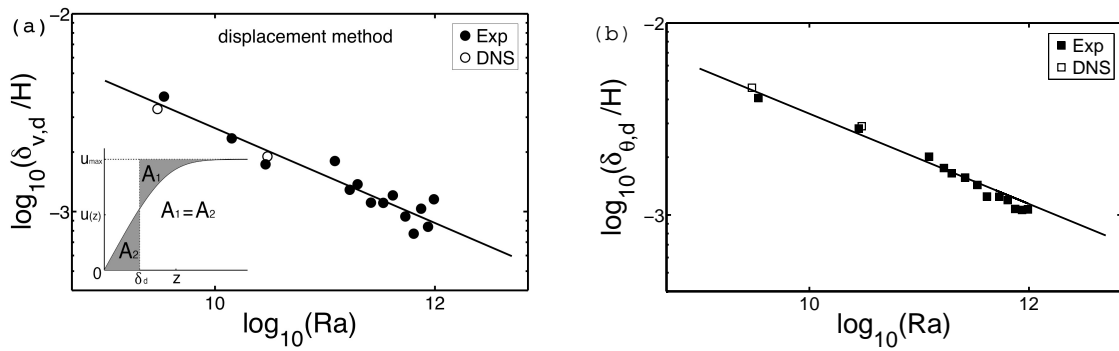 (a)
displacement method
Exp
DNS
-2
-3
log10(δv,d /H)
umax
u(z)
0
A1
A2
A1=A2
δd
z
10
12
log10(Ra)
(b)
Exp
DNS
-2
-3
log10(δθ,d /H)
10
12
log10(Ra)